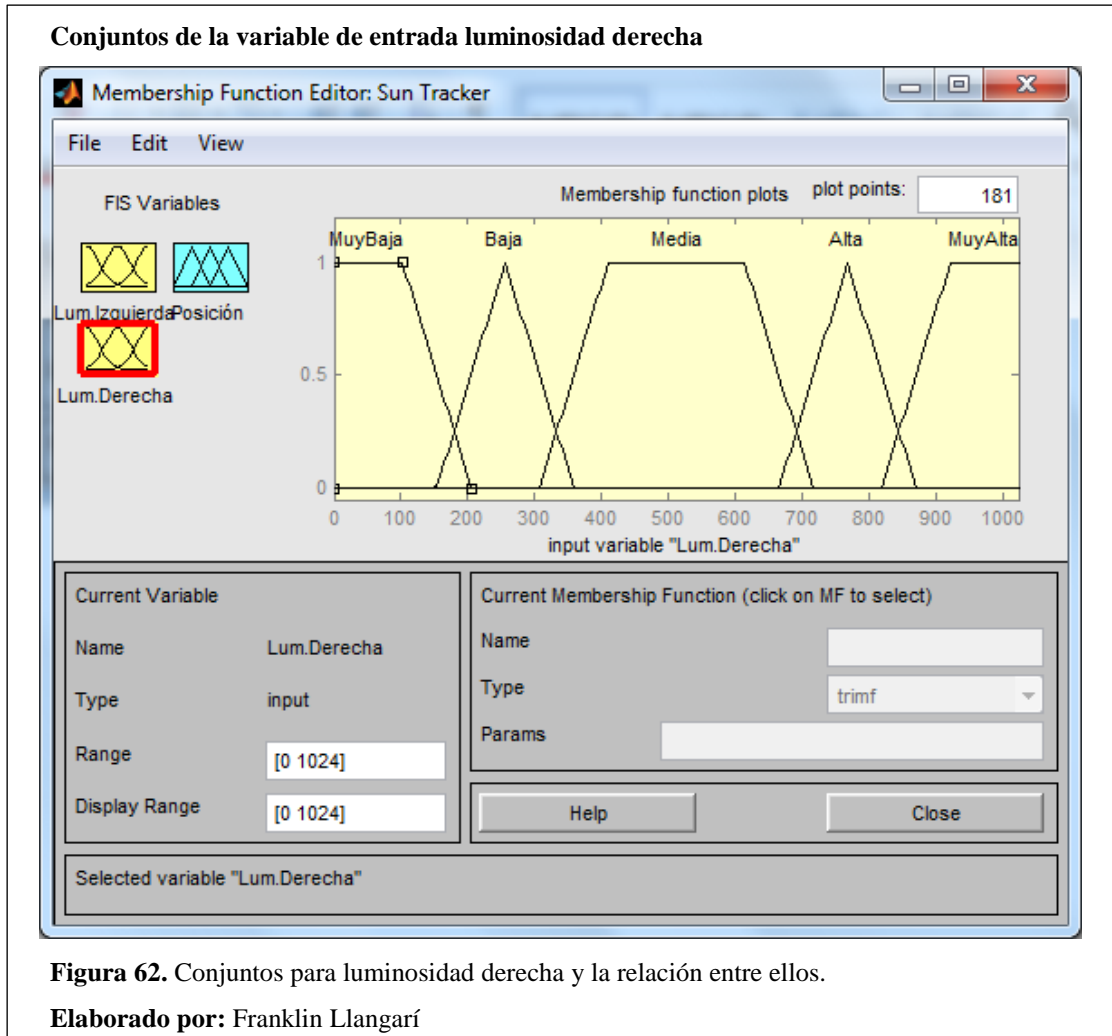 Conjuntos de la variable de entrada luminosidad derecha
Membership Function Editor: Sun Tracker
File Edit View
FIS Variables
Membership function plots plot points: 181
Lum.Izquierda Posición
Lum.Derecha
MuyBaja Baja Media Alta MuyAlta
1
0.5
0
0 100 200 300 400 500 600 700 800 900 1000
input variable "Lum.Derecha"
Current Variable
Name Lum.Derecha
Type input
Range [0 1024]
Display Range [0 1024]
Current Membership Function (click on MF to select)
Name
Type trimf
Params
Help Close
Selected variable "Lum.Derecha"
Figura 62. Conjuntos para luminosidad derecha y la relación entre ellos.
Elaborado por: Franklin Llangarí